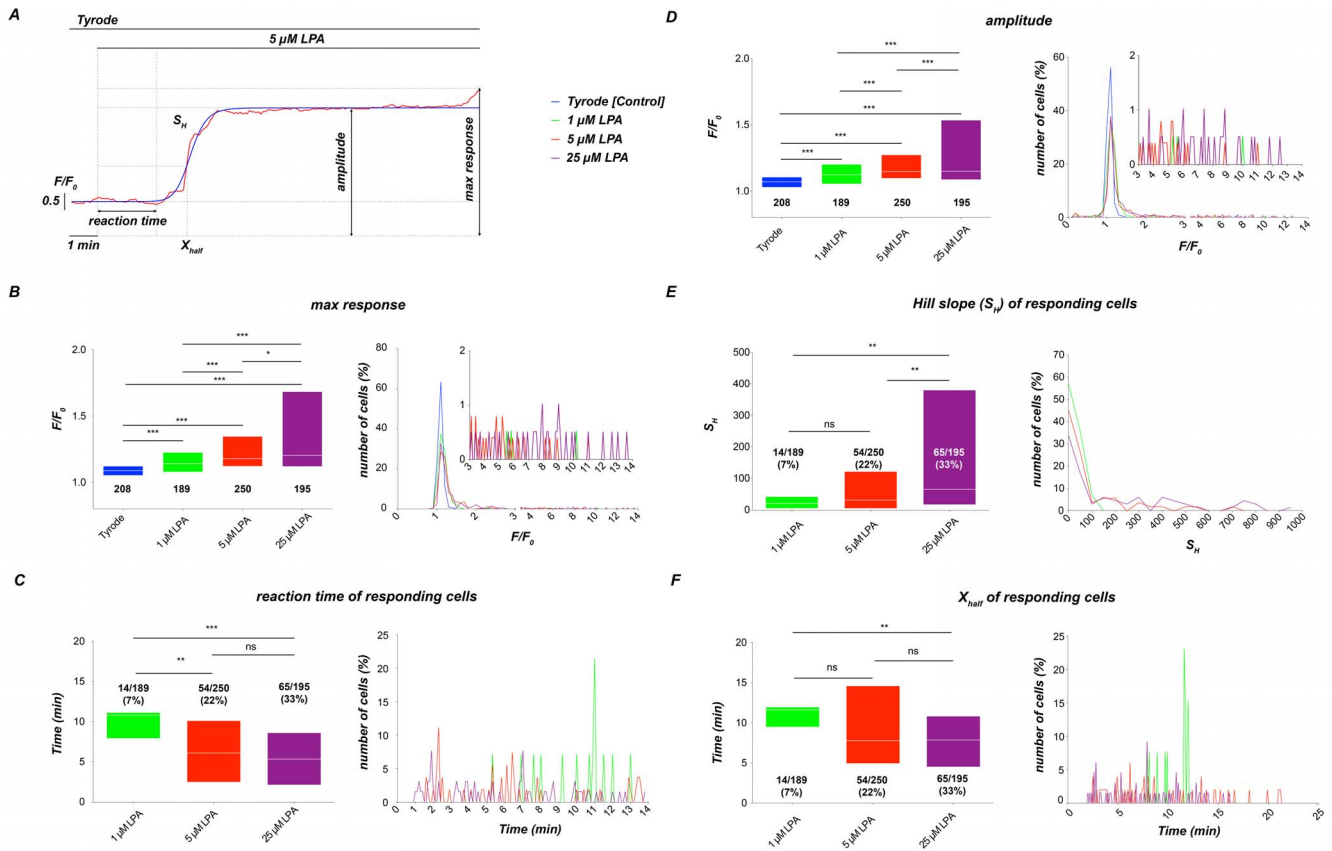 A
Tyrode
5 µM LPA
S_H
F/F₀
0.5
reaction time
1 min
X_half
amplitude
max response
Tyrode [Control]
1 µM LPA
5 µM LPA
25 µM LPA
B
max response
F/F₀
2.0
1.5
1.0
***
***
*
***
***
***
208
189
250
195
Tyrode
1 µM LPA
5 µM LPA
25 µM LPA
number of cells (%)
80
60
40
20
0
2
1
0
3 4 5 6 7 8 9 10 11 12 13 14
0 1 2 3 4 6 8 10 12 14
F/F₀
C
reaction time of responding cells
Time (min)
20
15
10
5
0
***
ns
**
14/189
(7%)
54/250
(22%)
65/195
(33%)
1 µM LPA
5 µM LPA
25 µM LPA
number of cells (%)
25
20
15
10
5
0
0 1 2 3 4 5 6 7 8 9 10 11 12 13 14
Time (min)
D
amplitude
F/F₀
2.0
1.5
1.0
***
***
***
***
***
***
208
189
250
195
Tyrode
1 µM LPA
5 µM LPA
25 µM LPA
number of cells (%)
80
60
40
20
0
2
1
0
3 4 5 6 7 8 9 10 11 12 13 14
0 1 2 3 4 6 8 10 12 14
F/F₀
E
Hill slope (S_H) of responding cells
S_H
500
400
300
200
100
0
**
**
ns
14/189
(7%)
54/250
(22%)
65/195
(33%)
1 µM LPA
5 µM LPA
25 µM LPA
number of cells (%)
70
60
50
40
30
20
10
0
0 100 200 300 400 500 600 700 800 900 1000
S_H
F
X_half of responding cells
Time (min)
20
15
10
5
0
**
ns
ns
14/189
(7%)
54/250
(22%)
65/195
(33%)
1 µM LPA
5 µM LPA
25 µM LPA
number of cells (%)
25
20
15
10
5
0
0 5 10 15 20 25
Time (min)